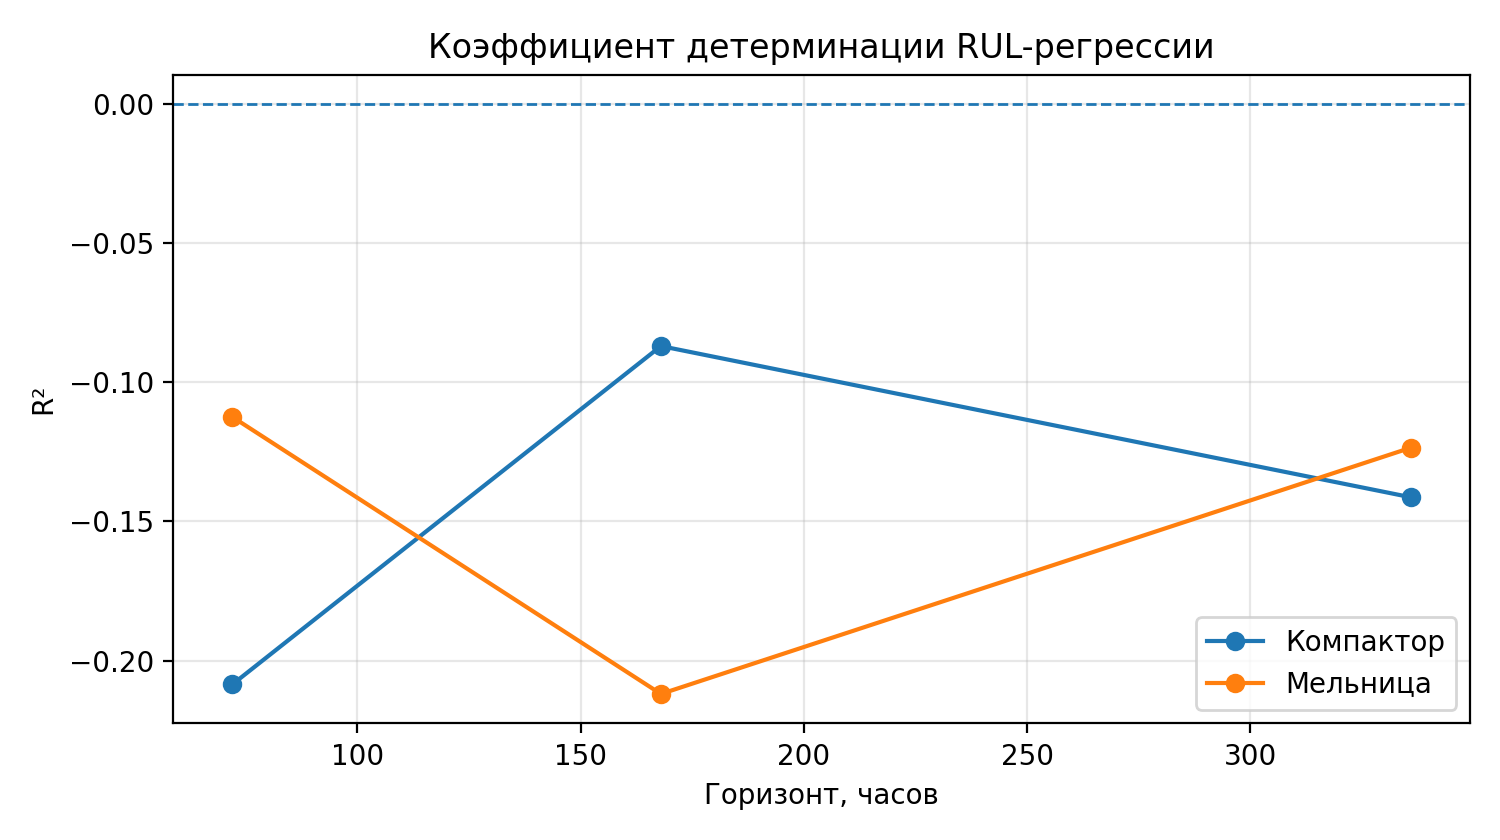 Коэффициент детерминации RUL-регрессии
R²
0.00
−0.05
−0.10
−0.15
−0.20
100
150
200
250
300
Горизонт, часов
Компактор
Мельница